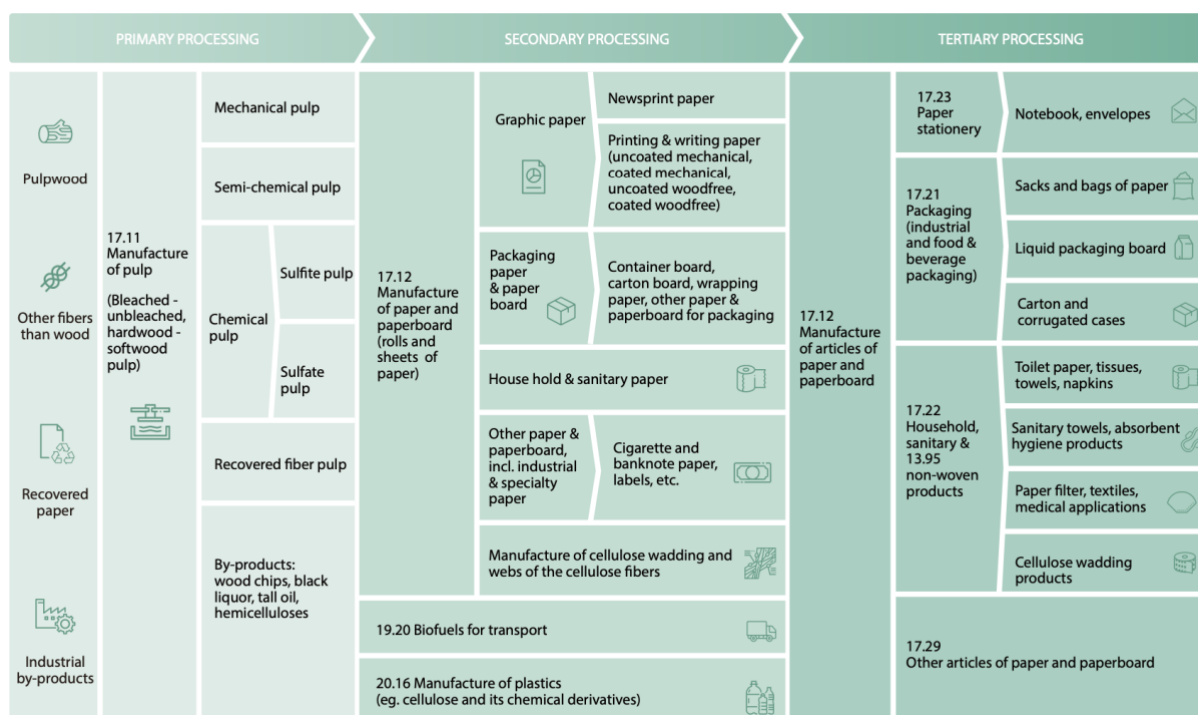 PRIMARY PROCESSING
SECONDARY PROCESSING
TERTIARY PROCESSING
Pulpwood
Other fibers
than wood
Recovered
paper
Industrial
by-products
17.11
Manufacture
of pulp
(Bleached -
unbleached,
hardwood -
softwood
pulp)
Mechanical pulp
Semi-chemical pulp
Chemical
pulp
Sulfite pulp
Sulfate
pulp
Recovered fiber pulp
By-products:
wood chips, black
liquor, tall oil,
hemicelluloses
17.12
Manufacture
of paper and
paperboard
(rolls and
sheets of
paper)
Graphic paper
Newsprint paper
Printing & writing paper
(uncoated mechanical,
coated mechanical,
uncoated woodfree,
coated woodfree)
Packaging
paper
& paper
board
Container board,
carton board, wrapping
paper, other paper &
paperboard for packaging
House hold & sanitary paper
Other paper &
paperboard,
incl. industrial
& specialty
paper
Cigarette and
banknote paper,
labels, etc.
Manufacture of cellulose wadding and
webs of the cellulose fibers
19.20 Biofuels for transport
20.16 Manufacture of plastics
(eg. cellulose and its chemical derivatives)
17.12
Manufacture
of articles of
paper and
paperboard
17.23
Paper
stationery
Notebook, envelopes
17.21
Packaging
(industrial
and food &
beverage
packaging)
Sacks and bags of paper
Liquid packaging board
Carton and
corrugated cases
17.22
Household,
sanitary &
13.95
non-woven
products
Toilet paper, tissues,
towels, napkins
Sanitary towels, absorbent
hygiene products
Paper filter, textiles,
medical applications
Cellulose wadding
products
17.29
Other articles of paper and paperboard